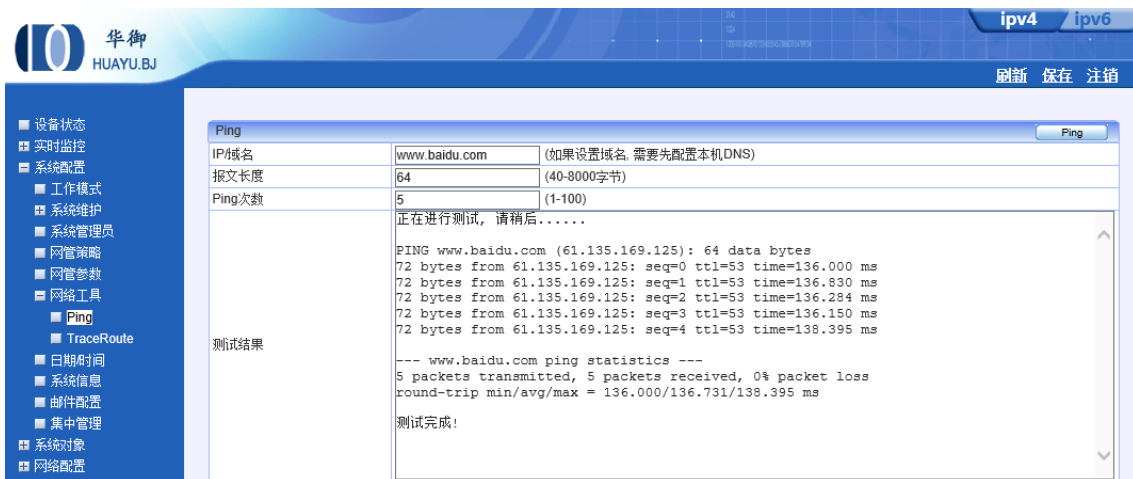 华御
HUAYU.BJ
ipv4 ipv6
刷新 保存 注销
设备状态
实时监控
系统配置
工作模式
系统维护
系统管理员
网管策略
网管参数
网络工具
Ping
TraceRoute
日期/时间
系统信息
邮件配置
集中管理
系统对象
网络配置
Ping Ping
IP/域名 www.baidu.com (如果设置域名, 需要先配置本机DNS)
报文长度 64 (40-8000字节)
Ping次数 5 (1-100)
测试结果
正在进行测试, 请稍后......
PING www.baidu.com (61.135.169.125): 64 data bytes
72 bytes from 61.135.169.125: seq=0 ttl=53 time=136.000 ms
72 bytes from 61.135.169.125: seq=1 ttl=53 time=136.830 ms
72 bytes from 61.135.169.125: seq=2 ttl=53 time=136.284 ms
72 bytes from 61.135.169.125: seq=3 ttl=53 time=136.150 ms
72 bytes from 61.135.169.125: seq=4 ttl=53 time=138.395 ms
--- www.baidu.com ping statistics ---
5 packets transmitted, 5 packets received, 0% packet loss
round-trip min/avg/max = 136.000/136.731/138.395 ms
测试完成!